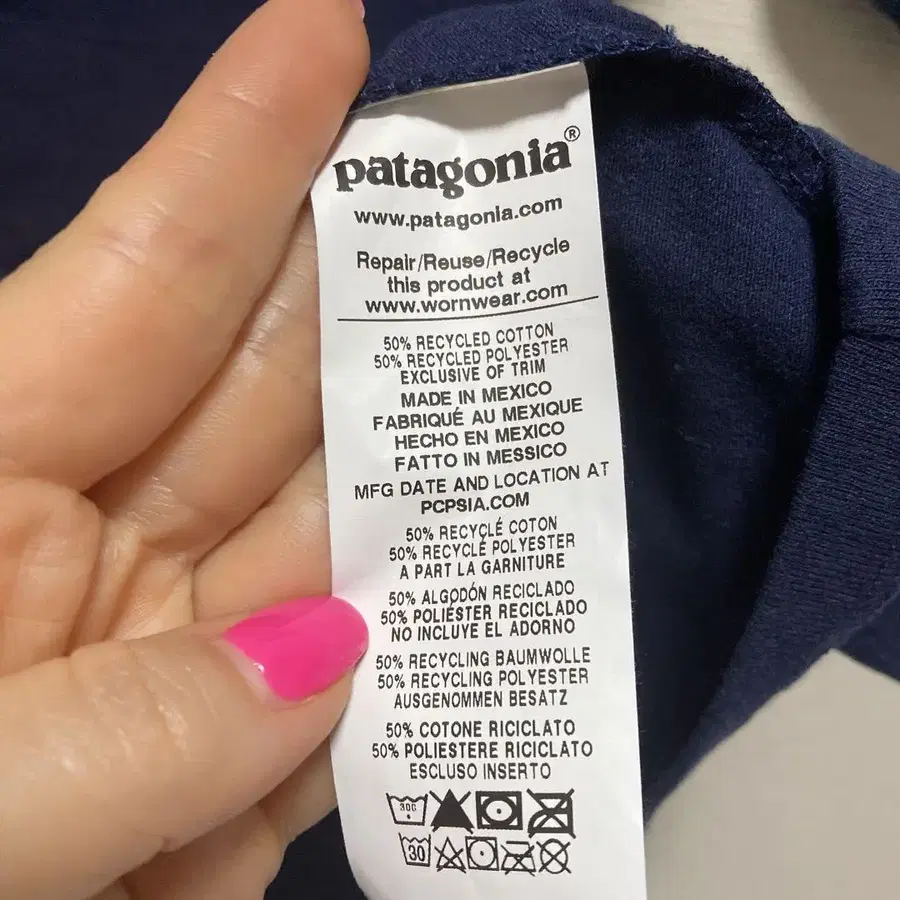 patagonia®
www.patagonia.com
Repair/Reuse/Recycle
this product at
www.wornwear.com
50% RECYCLED COTTON
50% RECYCLED POLYESTER
EXCLUSIVE OF TRIM
MADE IN MEXICO
FABRIQUÉ AU MEXIQUE
HECHO EN MEXICO
FATTO IN MESSICO
MFG DATE AND LOCATION AT
PCPSIA.COM
50% RECYCLÉ COTON
50% RECYCLÉ POLYESTER
A PART LA GARNITURE
50% ALGODÓN RECICLADO
50% POLIÉSTER RECICLADO
NO INCLUYE EL ADORNO
50% RECYCLING BAUMWOLLE
50% RECYCLING POLYESTER
AUSGENOMMEN BESATZ
50% COTONE RICICLATO
50% POLIESTERE RICICLATO
ESCLUSO INSERTO
30C
30